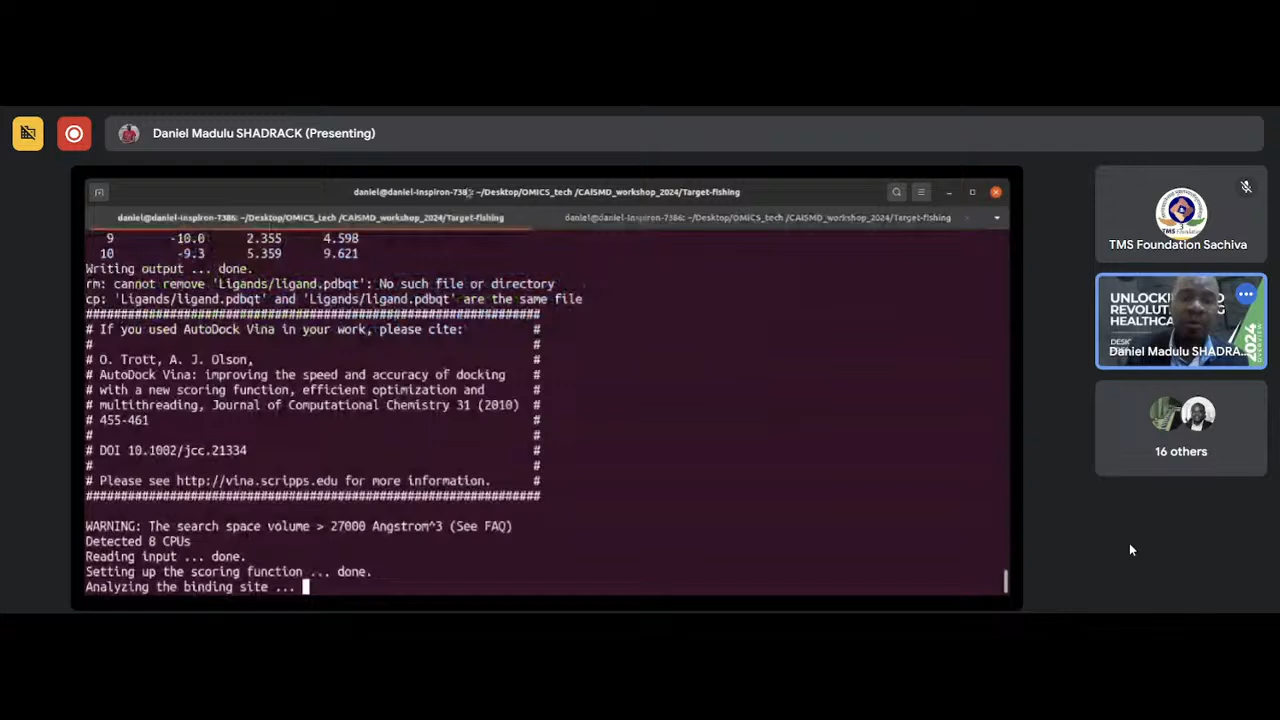 Daniel Madulu SHADRACK (Presenting)
daniel@daniel-Inspiron-7386: ~/Desktop/OMICS_tech /CAiSMD_workshop_2024/Target-fishing
daniel@daniel-Inspiron-7386: ~/Desktop/OMICS_tech /CAiSMD_workshop_2024/Target-fishing
daniel@daniel-Inspiron-7386: ~/Desktop/OMICS_tech /CAiSMD_workshop_2024/Target-fishing
9 -10.0 2.355 4.598
10 -9.3 5.359 9.621
Writing output ... done.
rm: cannot remove 'Ligands/ligand.pdbqt': No such file or directory
cp: 'Ligands/ligand.pdbqt' and 'Ligands/ligand.pdbqt' are the same file
#################################################################
# If you used AutoDock Vina in your work, please cite: #
# #
# O. Trott, A. J. Olson, #
# AutoDock Vina: improving the speed and accuracy of docking #
# with a new scoring function, efficient optimization and #
# multithreading, Journal of Computational Chemistry 31 (2010) #
# 455-461 #
# #
# DOI 10.1002/jcc.21334 #
# #
# Please see http://vina.scripps.edu for more information. #
#################################################################
WARNING: The search space volume > 27000 Angstrom^3 (See FAQ)
Detected 8 CPUs
Reading input ... done.
Setting up the scoring function ... done.
Analyzing the binding site ...
TMS Foundation Sachiva
UNLOCKI
REVOLU
HEALTHCA
2024
Daniel Madulu SHADRA...
16 others